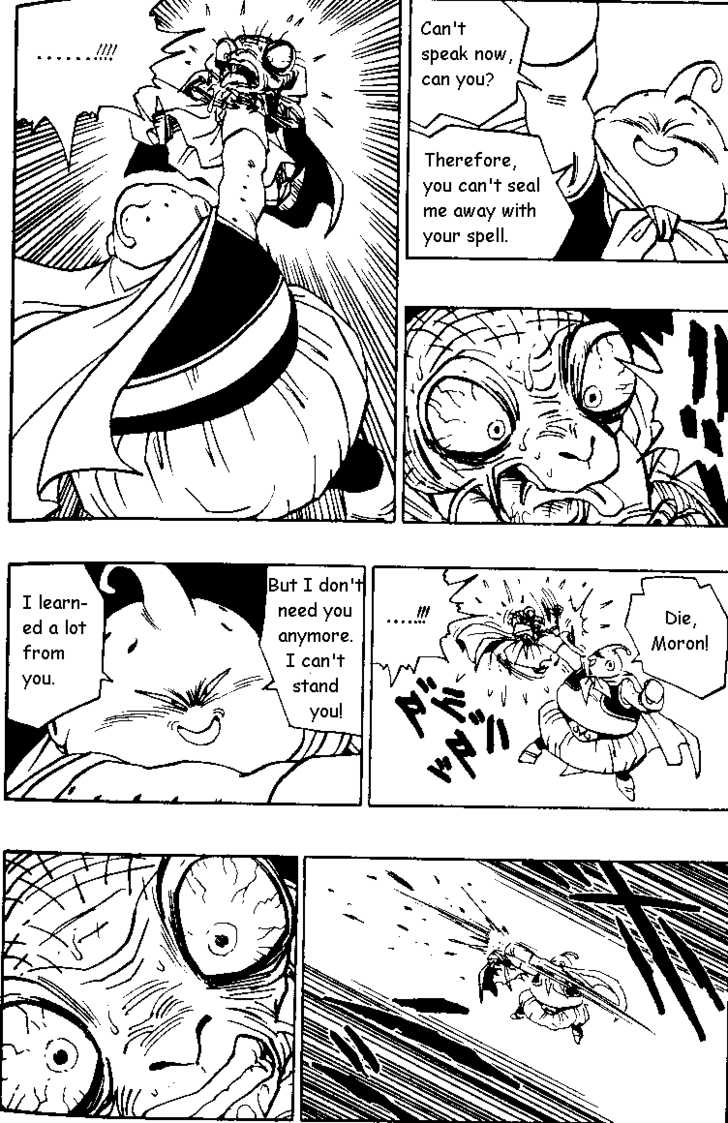 .......!!!!
Can't
speak now,
can you?
Therefore,
you can't seal
me away with
your spell.
I learn-
ed a lot
from
you.
But I don't
need you
anymore.
I can't
stand
you!
.....!!!
Die,
Moron!